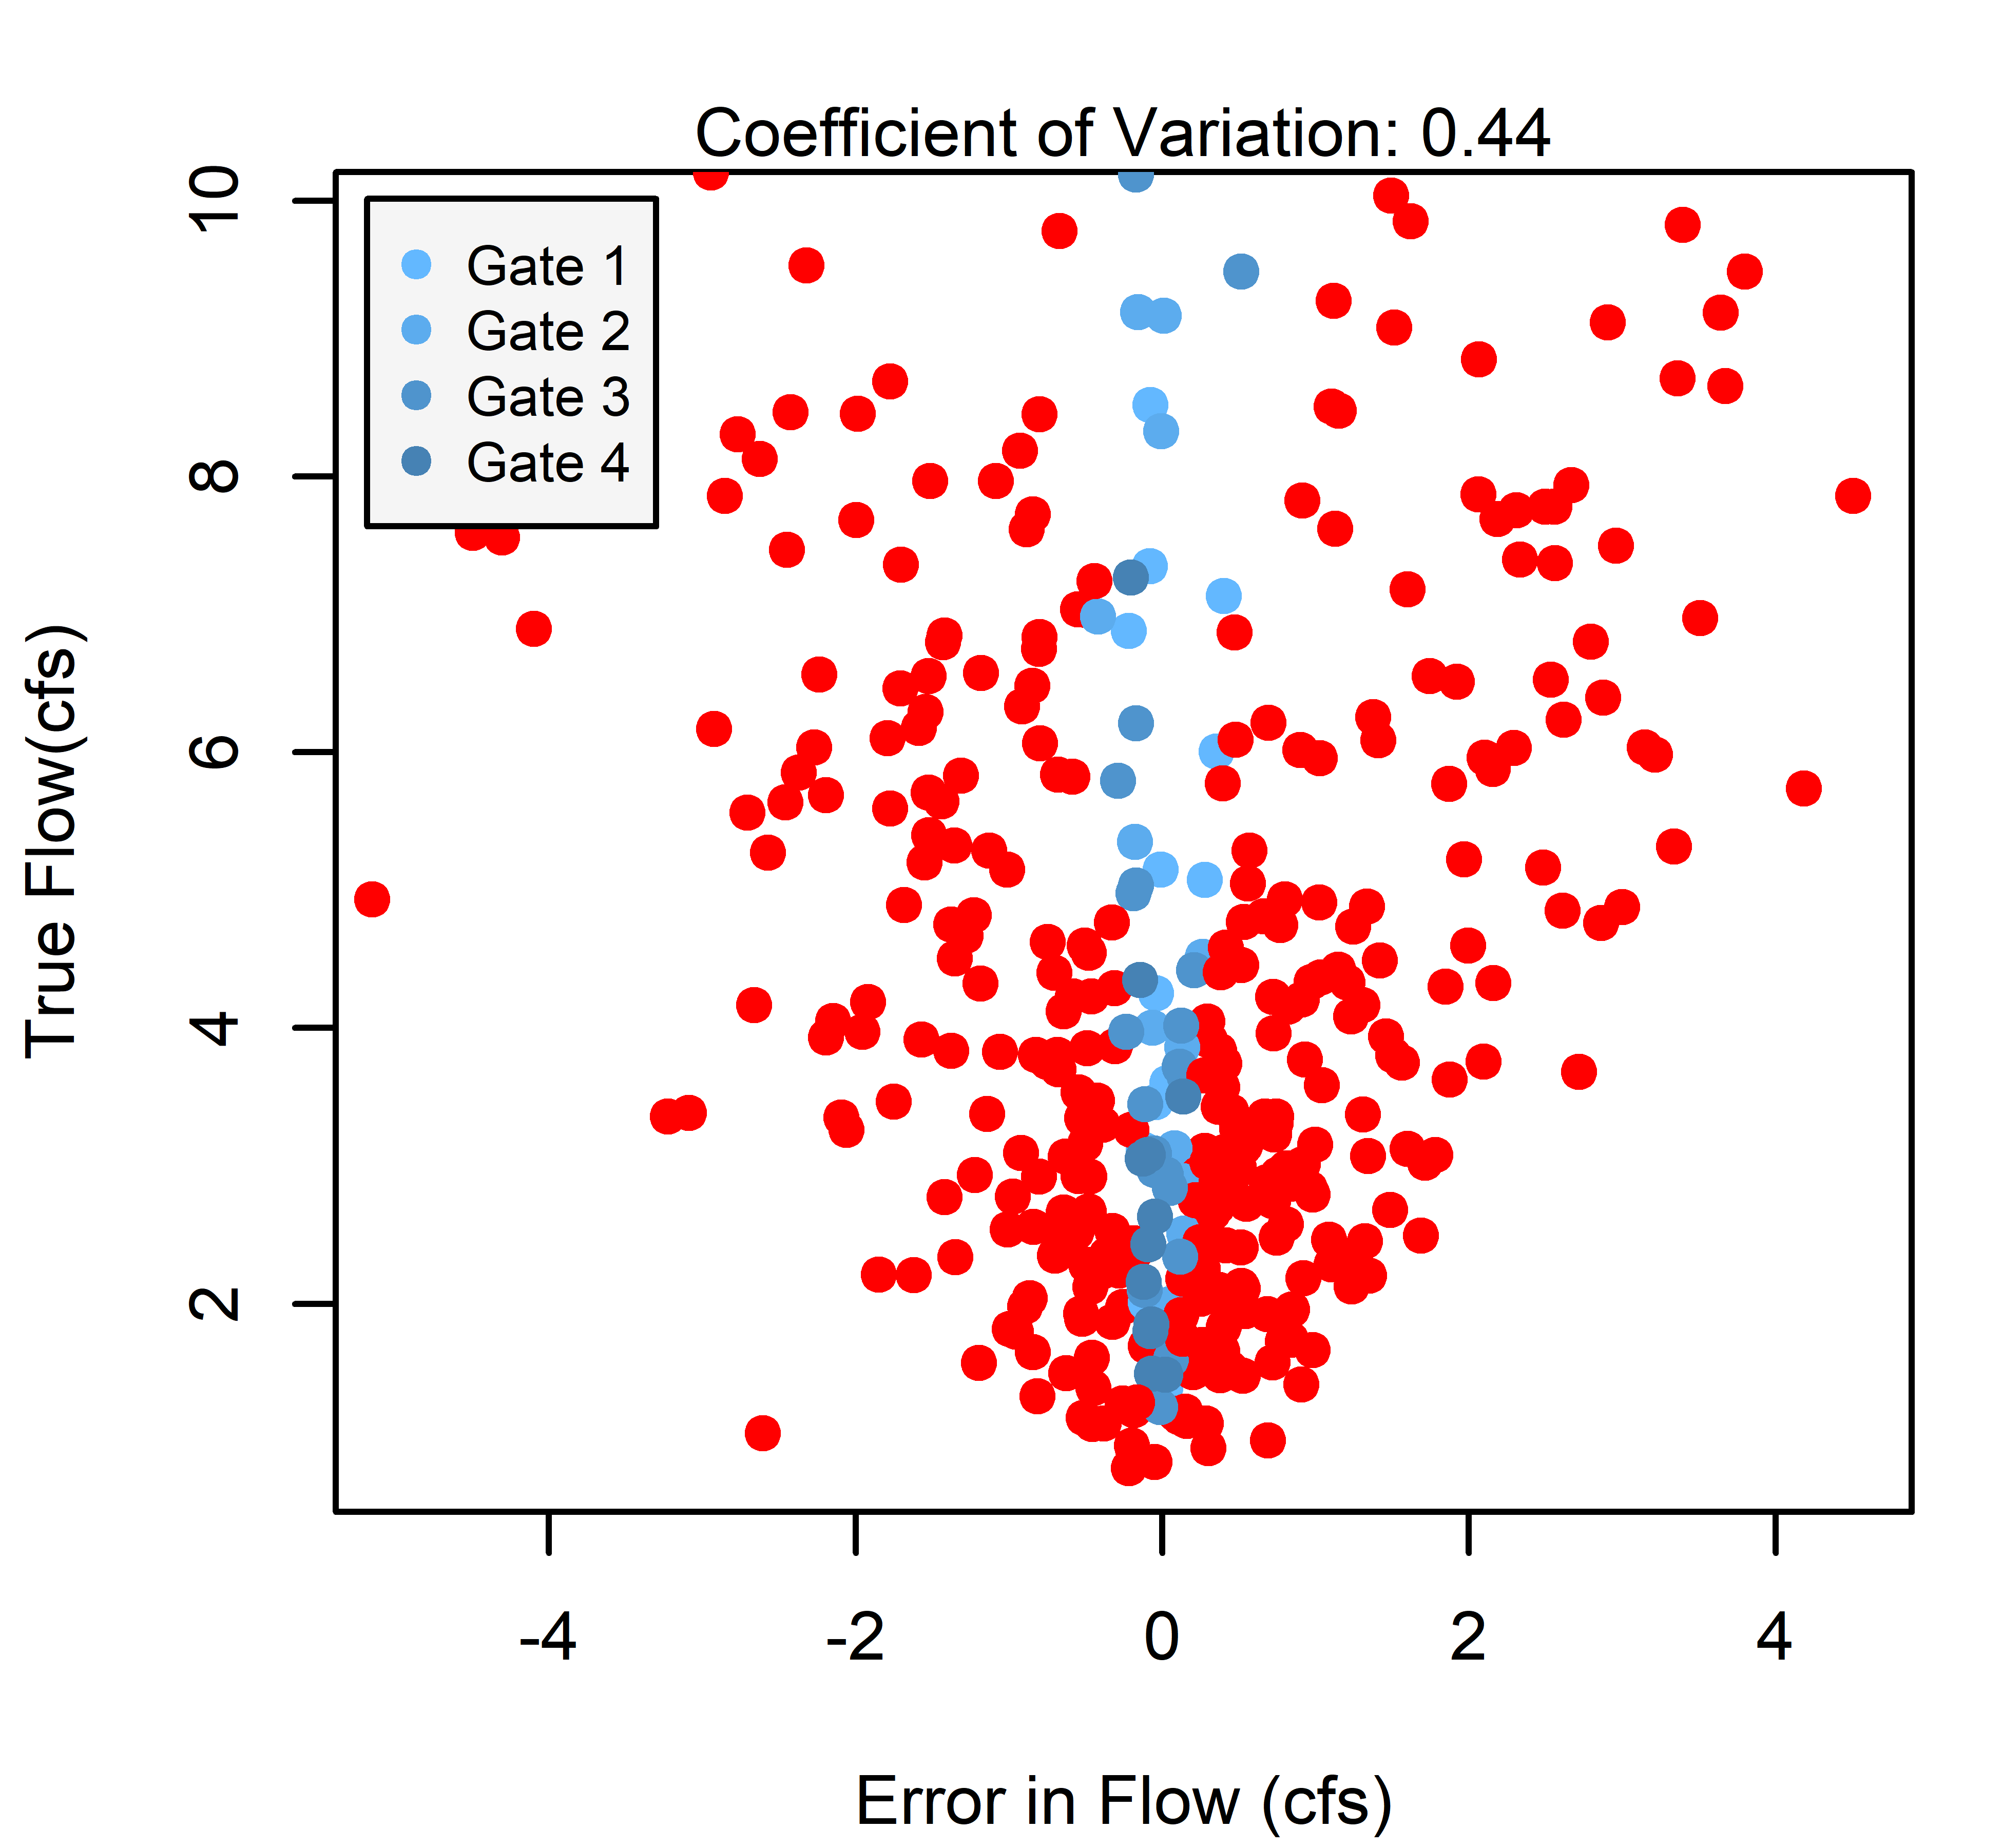 Coefficient of Variation: 0.44
10
8
6
4
2
True Flow(cfs)
Gate 1
Gate 2
Gate 3
Gate 4
-4 -2 0 2 4
Error in Flow (cfs)